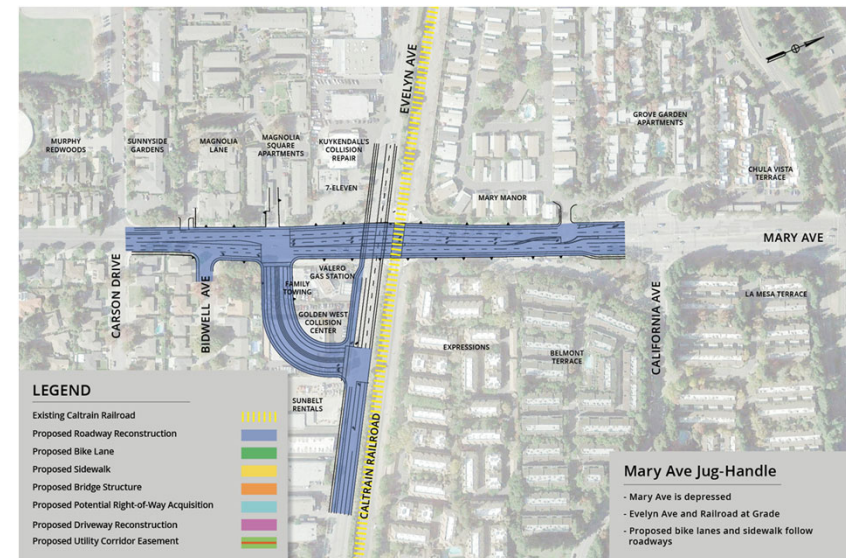 EVELYN AVE
MURPHY
REDWOODS
SUNNYSIDE
GARDENS
MAGNOLIA
LANE
MAGNOLIA
SQUARE
APARTMENTS
KUYKENDALL'S
COLLISION
REPAIR
7-ELEVEN
MARY MANOR
GROVE GARDEN
APARTMENTS
CHULA VISTA
TERRACE
MARY AVE
CARSON DRIVE
BIDWELL AVE
VALERO
GAS STATION
FAMILY
TOWING
GOLDEN WEST
COLLISION
CENTER
SUNBELT
RENTALS
CALTRAIN RAILROAD
EXPRESSIONS
BELMONT
TERRACE
CALIFORNIA AVE
LA MESA TERRACE
LEGEND
Existing Caltrain Railroad
Proposed Roadway Reconstruction
Proposed Bike Lane
Proposed Sidewalk
Proposed Bridge Structure
Proposed Potential Right-of-Way Acquisition
Proposed Driveway Reconstruction
Proposed Utility Corridor Easement
Mary Ave Jug-Handle
- Mary Ave is depressed
- Evelyn Ave and Railroad at Grade
- Proposed bike lanes and sidewalk follow
roadways